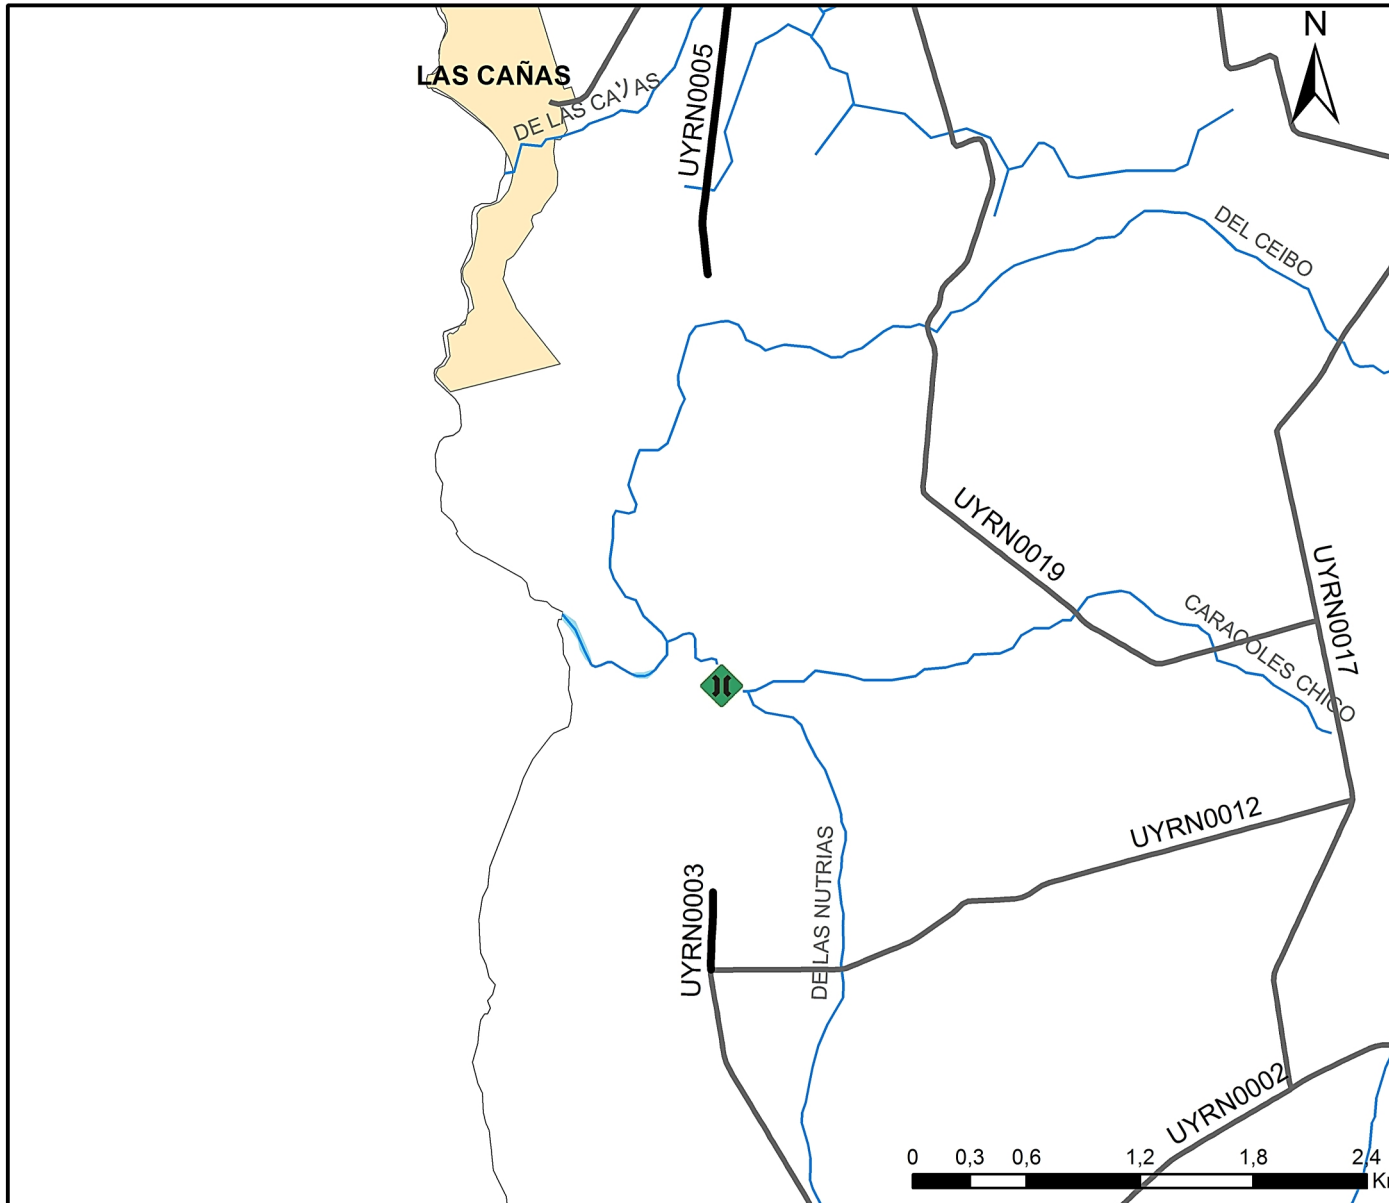 N
LAS CAÑAS
DE LAS CA'/AS
UYRN0005
DEL CEIBO
UYRN0019
UYRN0017
CARACOLES CHICO
UYRN0012
DE LAS NUTRIAS
UYRN0003
UYRN0002
0 0,3 0,6 1,2 1,8 2,4